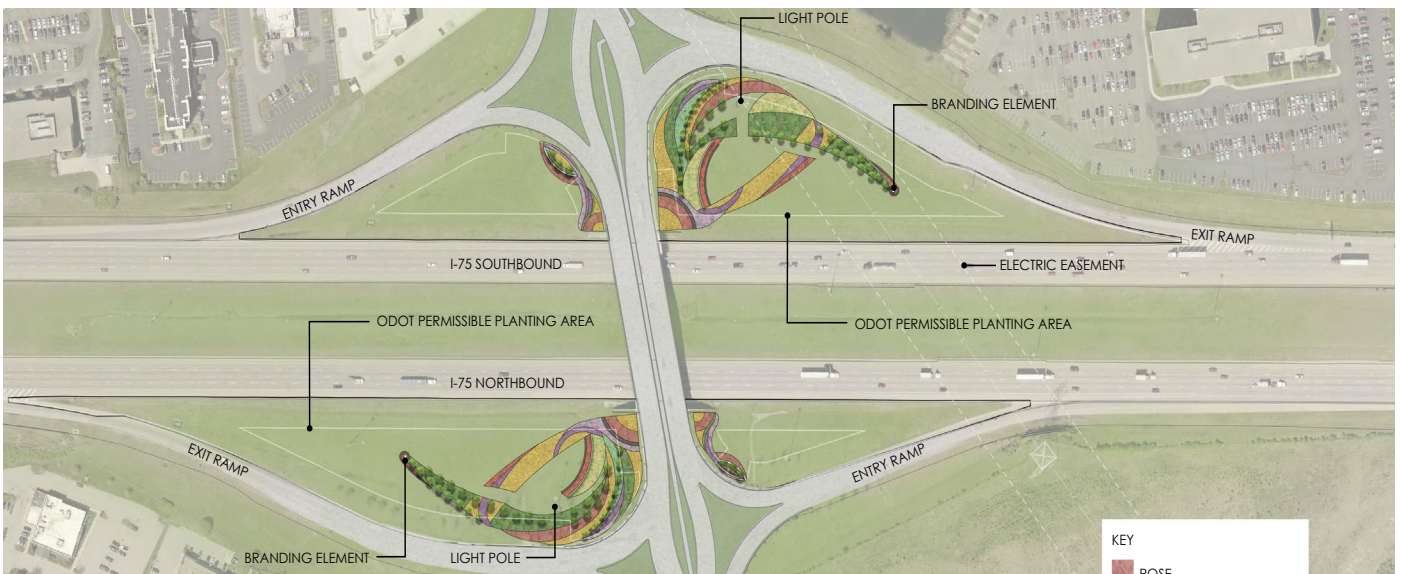 LIGHT POLE
BRANDING ELEMENT
ENTRY RAMP
EXIT RAMP
I-75 SOUTHBOUND
ELECTRIC EASEMENT
ODOT PERMISSIBLE PLANTING AREA
ODOT PERMISSIBLE PLANTING AREA
I-75 NORTHBOUND
EXIT RAMP
ENTRY RAMP
BRANDING ELEMENT
LIGHT POLE
KEY
ROSE